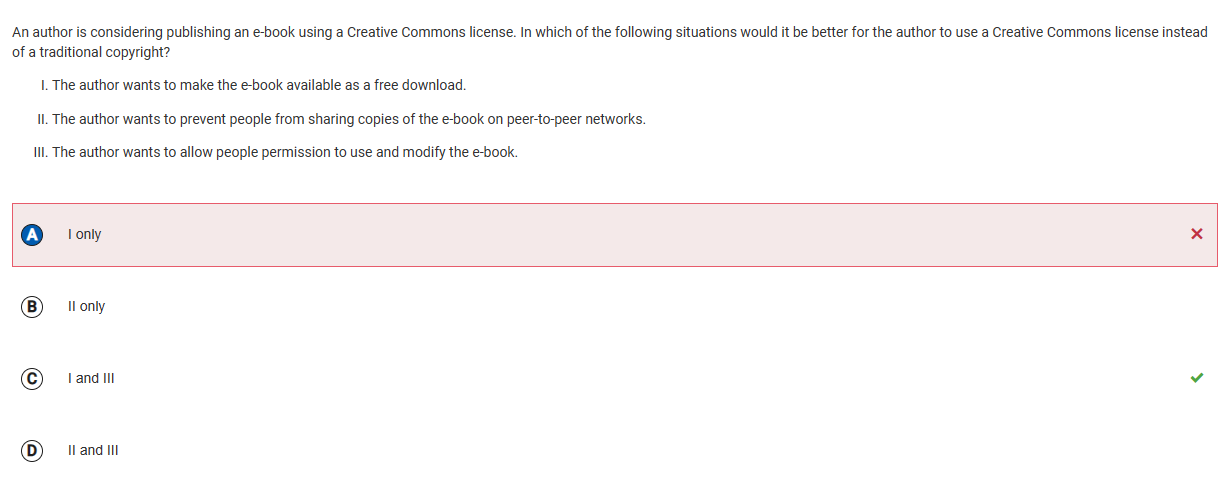 An author is considering publishing an e-book using a Creative Commons license. In which of the following situations would it be better for the author to use a Creative Commons license instead
of a traditional copyright?
I. The author wants to make the e-book available as a free download.
II. The author wants to prevent people from sharing copies of the e-book on peer-to-peer networks.
III. The author wants to allow people permission to use and modify the e-book.
A I only
B II only
C I and III
D II and III